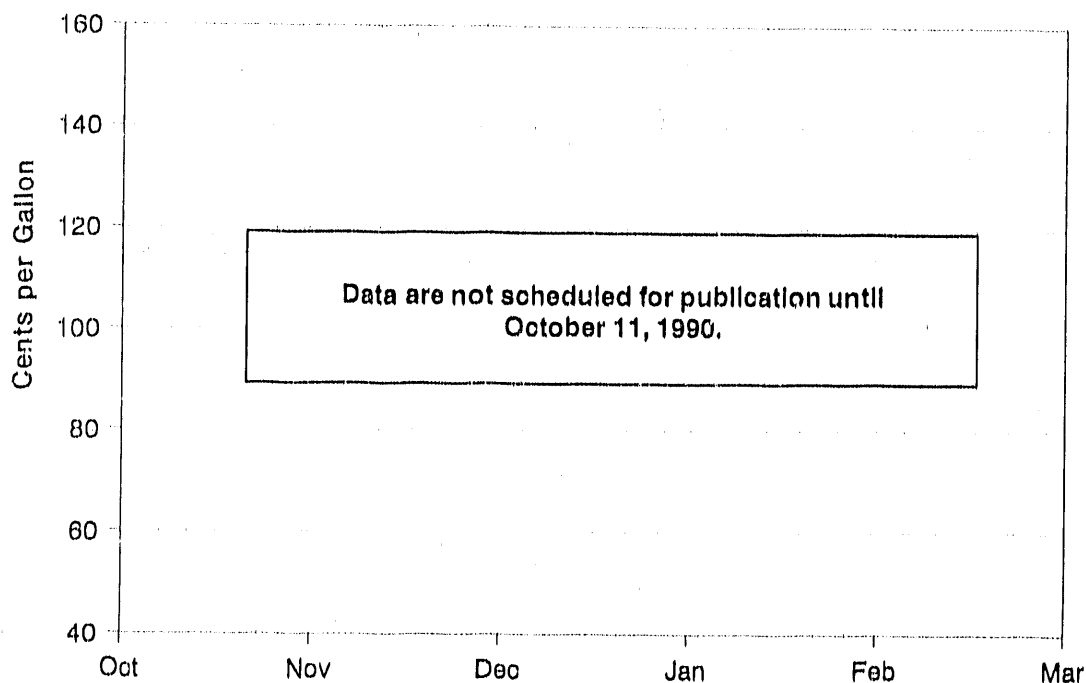 160
140
120
100
80
60
40
Cents per Gallon
Data are not scheduled for publication until
October 11, 1990.
Oct Nov Dec Jan Feb Mar